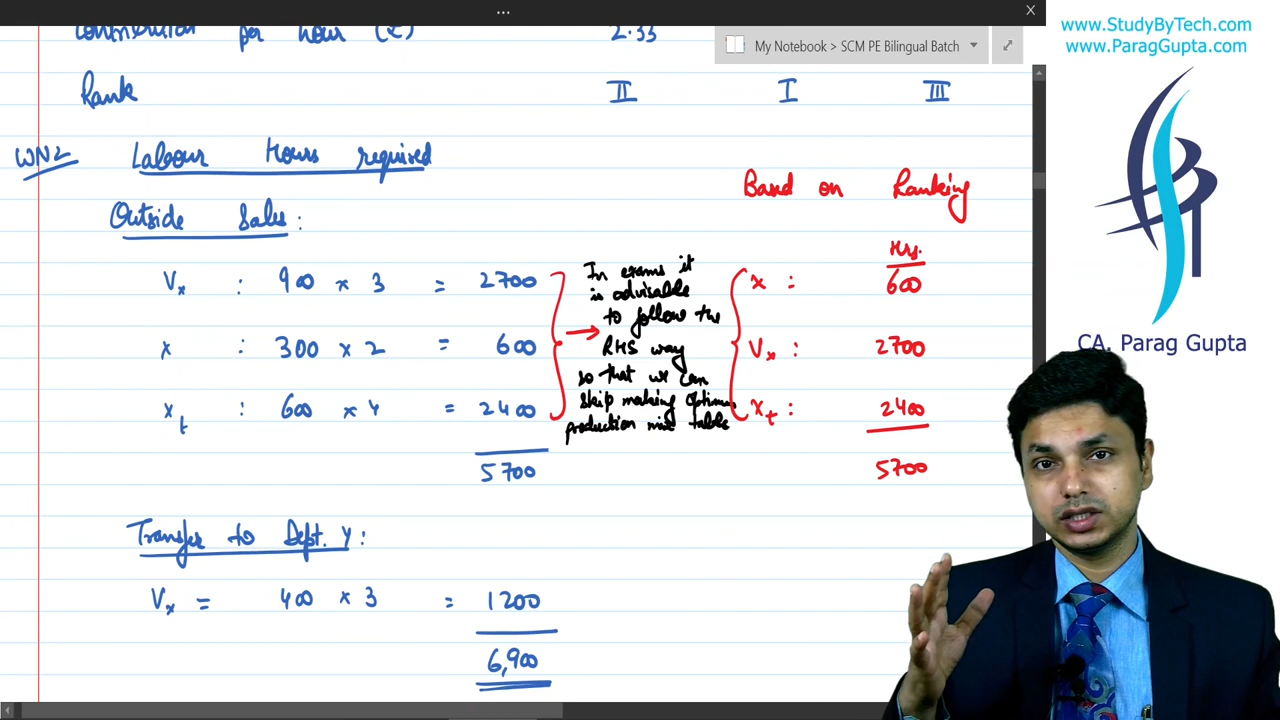 ...
www.StudyByTech.com
www.ParagGupta.com
contribution per hour (₹) 2.33
My Notebook > SCM PE Bilingual Batch
Rank II I III
WN2 Labour Hours required
Based on Ranking
Outside Sales:
Hrs.
Vx : 900 × 3 = 2700
x : 600
x : 300 × 2 = 600
Vx : 2700
xt : 600 × 4 = 2400
xt : 2400
5700
5700
In exams it
is advisable
to follow the
RHS way
so that we can
skip making optimum
production mix table
CA. Parag Gupta
Transfer to Dept. Y:
Vx = 400 × 3 = 1200
6,900